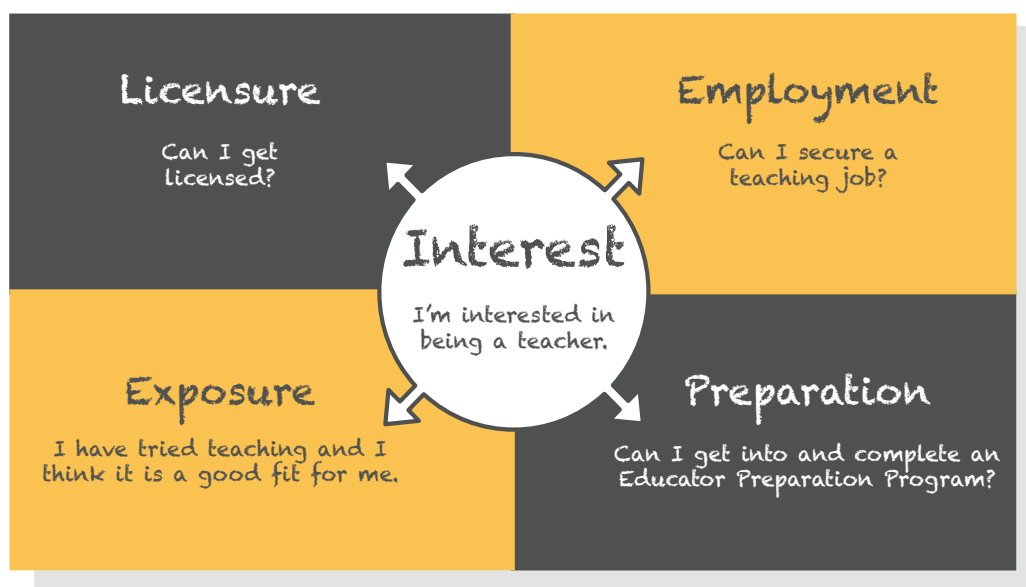 Licensure
Can I get
licensed?
Employment
Can I secure a
teaching job?
Interest
I'm interested in
being a teacher.
Exposure
I have tried teaching and I
think it is a good fit for me.
Preparation
Can I get into and complete an
Educator Preparation Program?